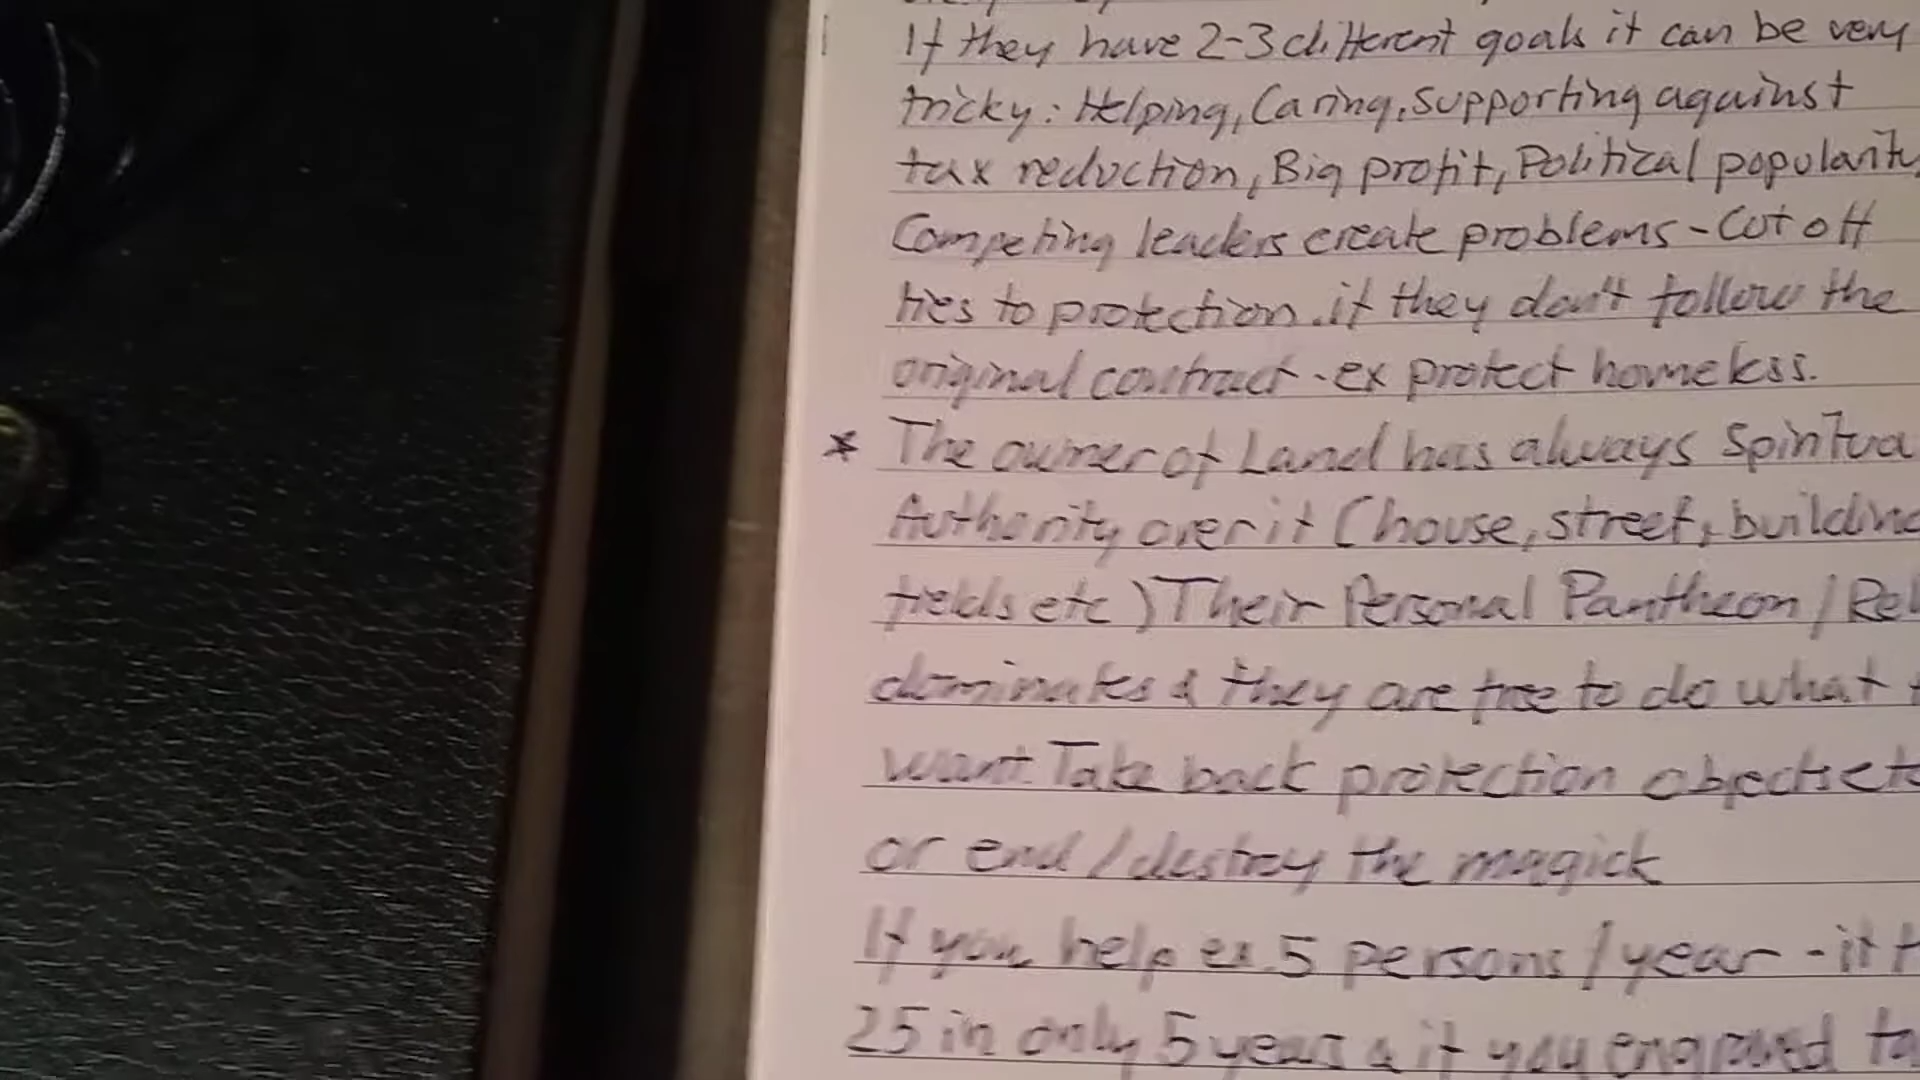 If they have 2-3 different goals it can be very
tricky: Helping, Caring, supporting against
tax reduction, Big profit, Political popularity,
Competing leaders create problems - Cut off
ties to protection. if they don't follow the
original contract - ex protect homeless.
* The owner of Land has always Spiritua
Authority over it (house, street, building
fields etc) Their Personal Pantheon / Rel
dominates & they are free to do what
want. Take back protection objects etc
or end / destroy the magick
If you help ex. 5 persons / year - it
25 in only 5 years & if you engraved